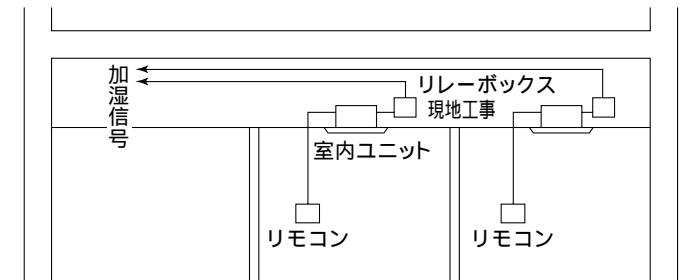 加湿信号
リレーボックス
現地工事
室内ユニット
リモコン
リモコン